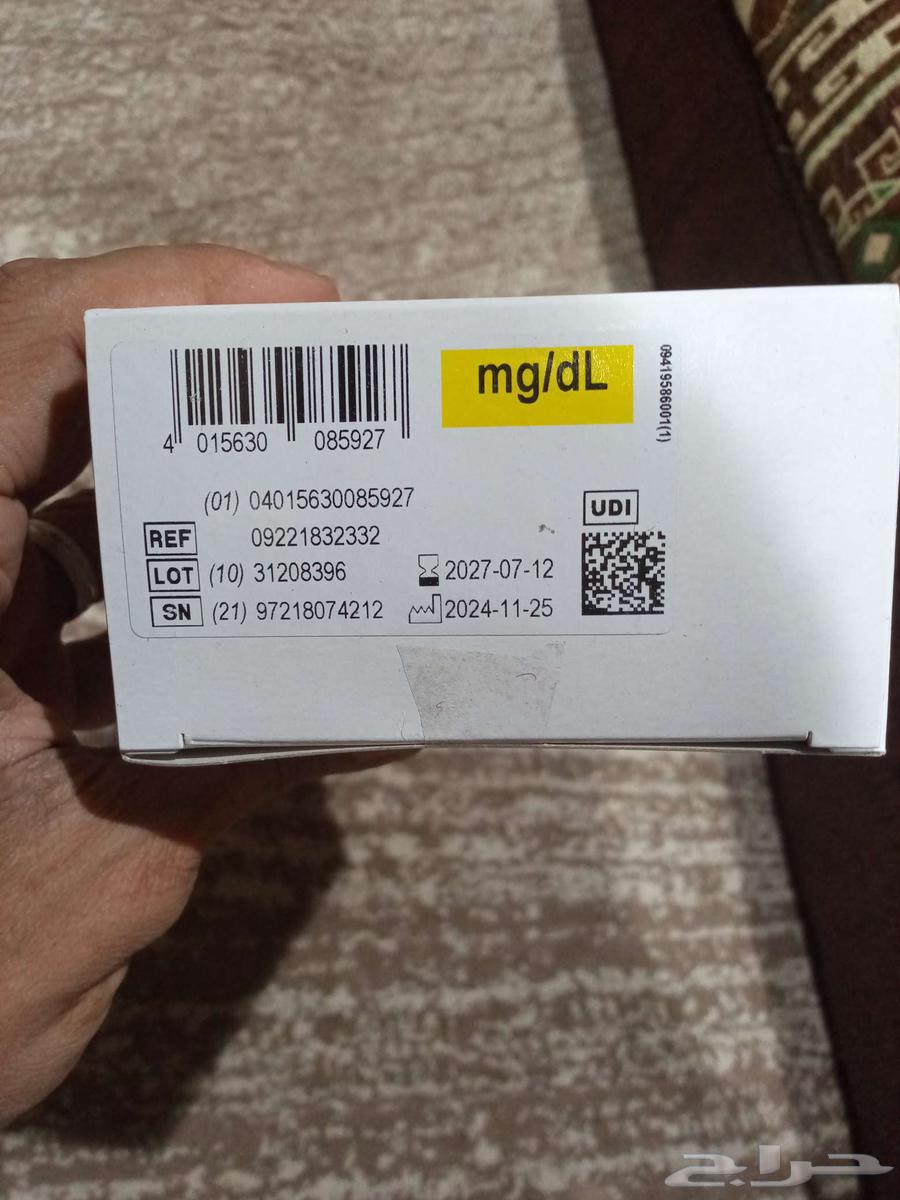 4 015630 085927
mg/dL
09419586001(1)
(01) 04015630085927
REF 09221832332
UDI
LOT (10) 31208396 2027-07-12
SN (21) 97218074212 2024-11-25
حراج